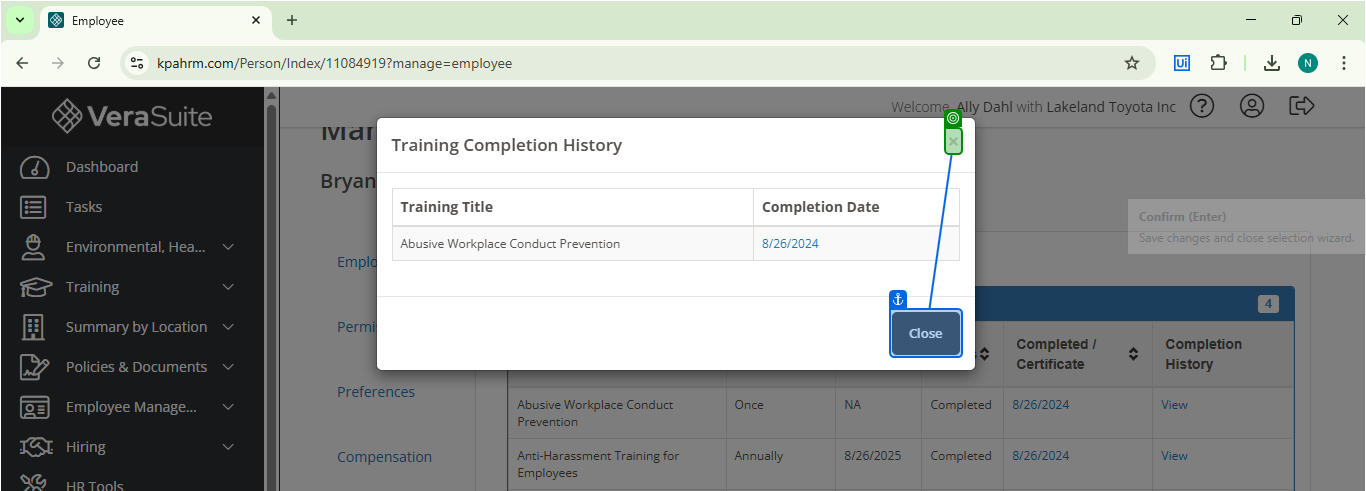 Employee
kpahrm.com/Person/Index/11084919?manage=employee
Ui
N
VeraSuite
Welcome, Ally Dahl with Lakeland Toyota Inc
?
Dashboard
Tasks
Environmental, Hea...
Training
Summary by Location
Policies & Documents
Employee Manage...
Hiring
HR Tools
Bryan
Preferences
Compensation
Training Completion History
×
Training Title
Completion Date
Abusive Workplace Conduct Prevention
8/26/2024
Close
Confirm (Enter)
Save changes and close selection wizard.
4
Completed / Certificate
Completion History
Abusive Workplace Conduct Prevention
Once
NA
Completed
8/26/2024
View
Anti-Harassment Training for Employees
Annually
8/26/2025
Completed
8/26/2024
View